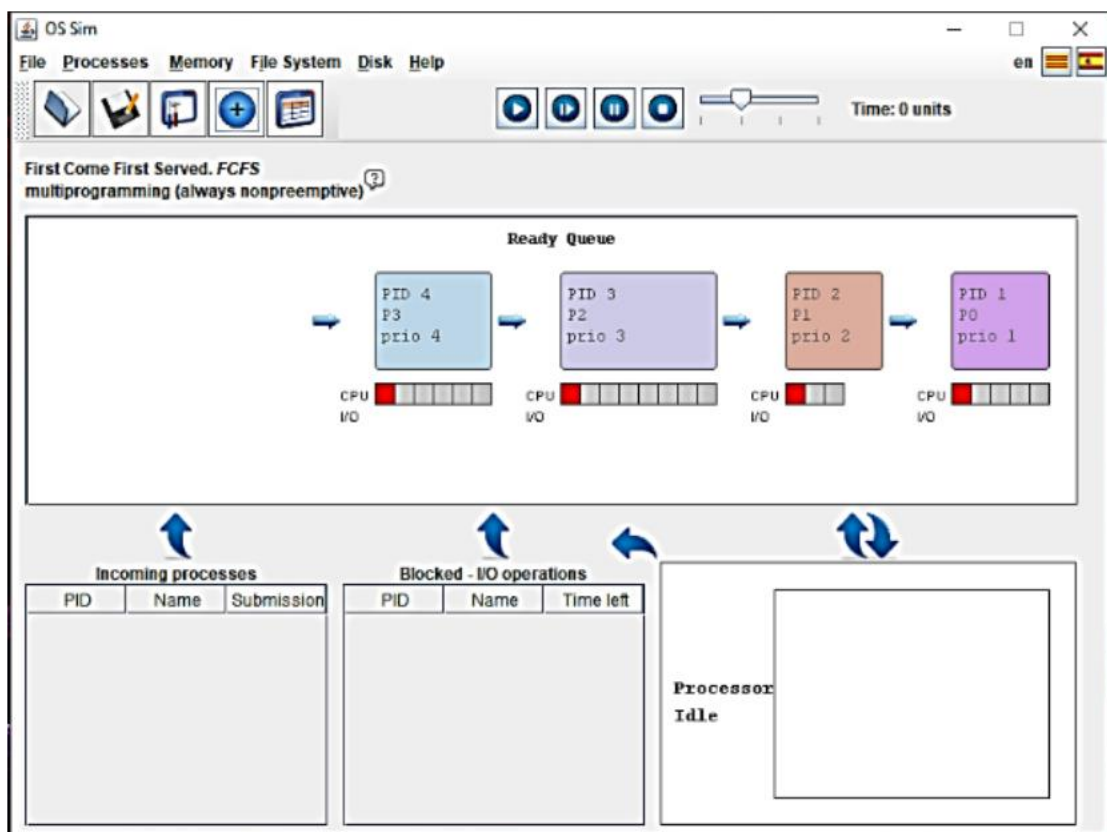 OS Sim
File Processes Memory File System Disk Help
en
Time: 0 units
First Come First Served. FCFS
multiprogramming (always nonpreemptive) ?
Ready Queue
PID 4
P3
prio 4
CPU
I/O
PID 3
P2
prio 3
CPU
I/O
PID 2
P1
prio 2
CPU
I/O
PID 1
P0
prio 1
CPU
I/O
Incoming processes
PID Name Submission
Blocked - I/O operations
PID Name Time left
Processor
Idle